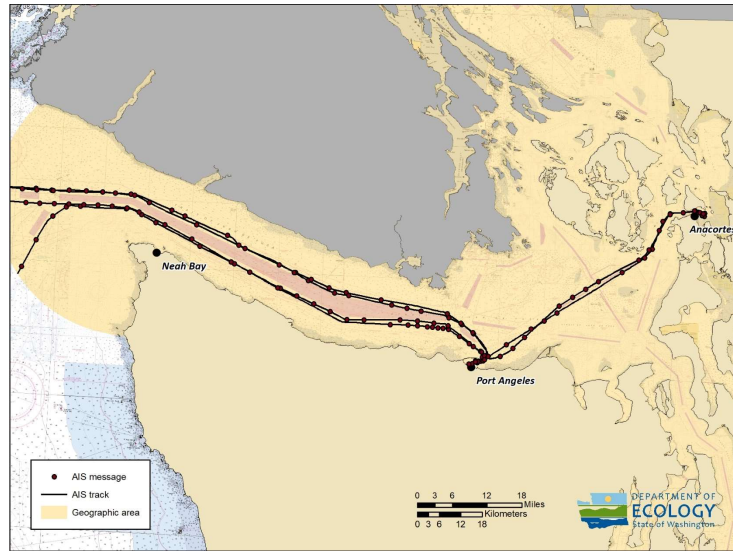 Neah Bay
Anacortes
Port Angeles
AIS message
AIS track
Geographic area
0 3 6 12 18
Miles
Kilometers
0 3 6 12 18
DEPARTMENT OF
ECOLOGY
State of Washington